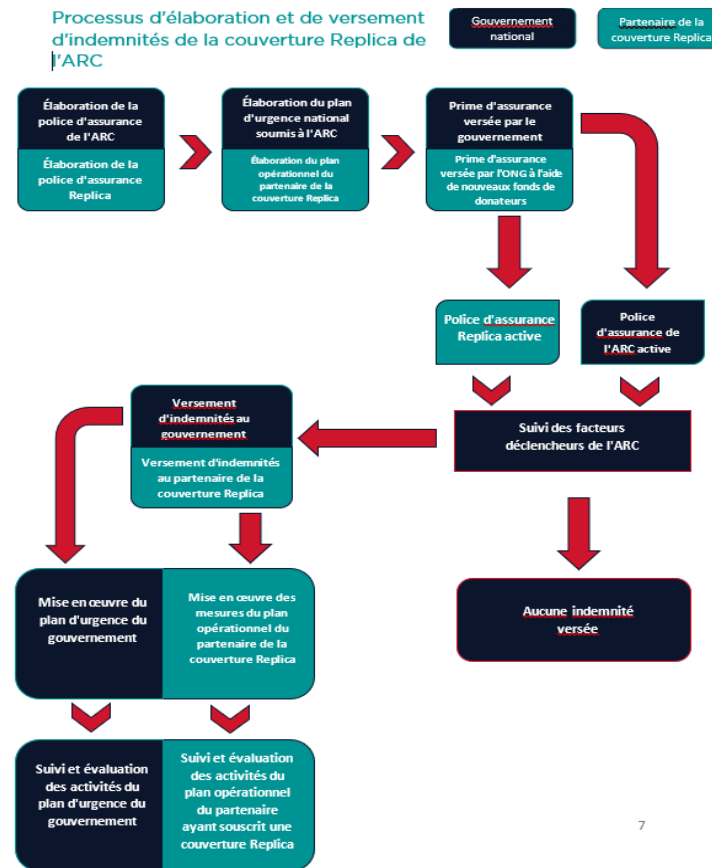 Processus d'élaboration et de versement
d'indemnités de la couverture Replica de
l'ARC
Gouvernement
national
Partenaire de la
couverture Replica
Élaboration de la
police d'assurance
de l'ARC
Élaboration de la
police d'assurance
Replica
Élaboration du plan
d'urgence national
soumis à l'ARC
Élaboration du plan
opérationnel du
partenaire de la
couverture Replica
Prime d'assurance
versée par le
gouvernement
Prime d'assurance
versée par l'ONG à l'aide
de nouveaux fonds de
donateurs
Police d'assurance
Replica active
Police
d'assurance de
l'ARC active
Versement
d'indemnités au
gouvernement
Versement d'indemnités
au partenaire de la
couverture Replica
Suivi des facteurs
déclencheurs de l'ARC
Mise en œuvre du
plan d'urgence du
gouvernement
Mise en œuvre des
mesures du plan
opérationnel du
partenaire de la
couverture Replica
Aucune indemnité
versée
Suivi et évaluation
des activités du
plan d'urgence du
gouvernement
Suivi et évaluation
des activités du
plan opérationnel
du partenaire
ayant souscrit une
couverture Replica
7